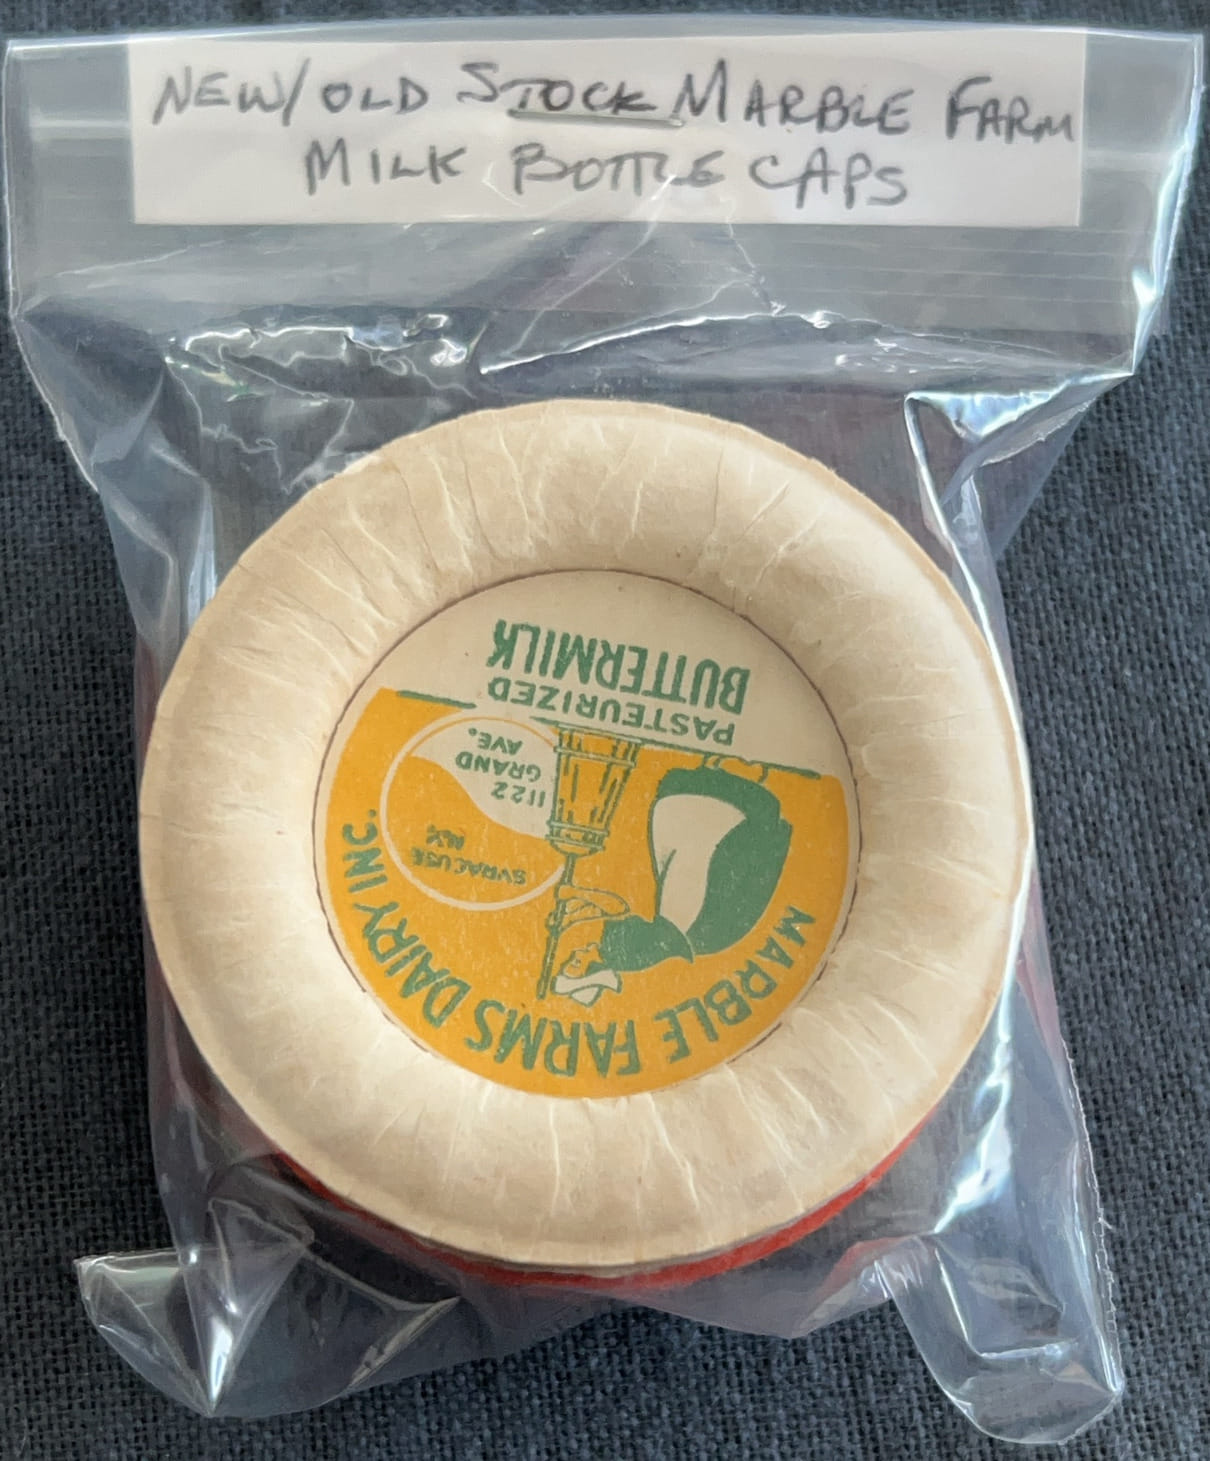 NEW/OLD STOCK MARBLE FARM
MILK BOTTLE CAPS
MARBLE FARMS DAIRY INC.
SYRACUSE
N.Y.
1122
GRAND
AVE.
PASTEURIZED
BUTTERMILK